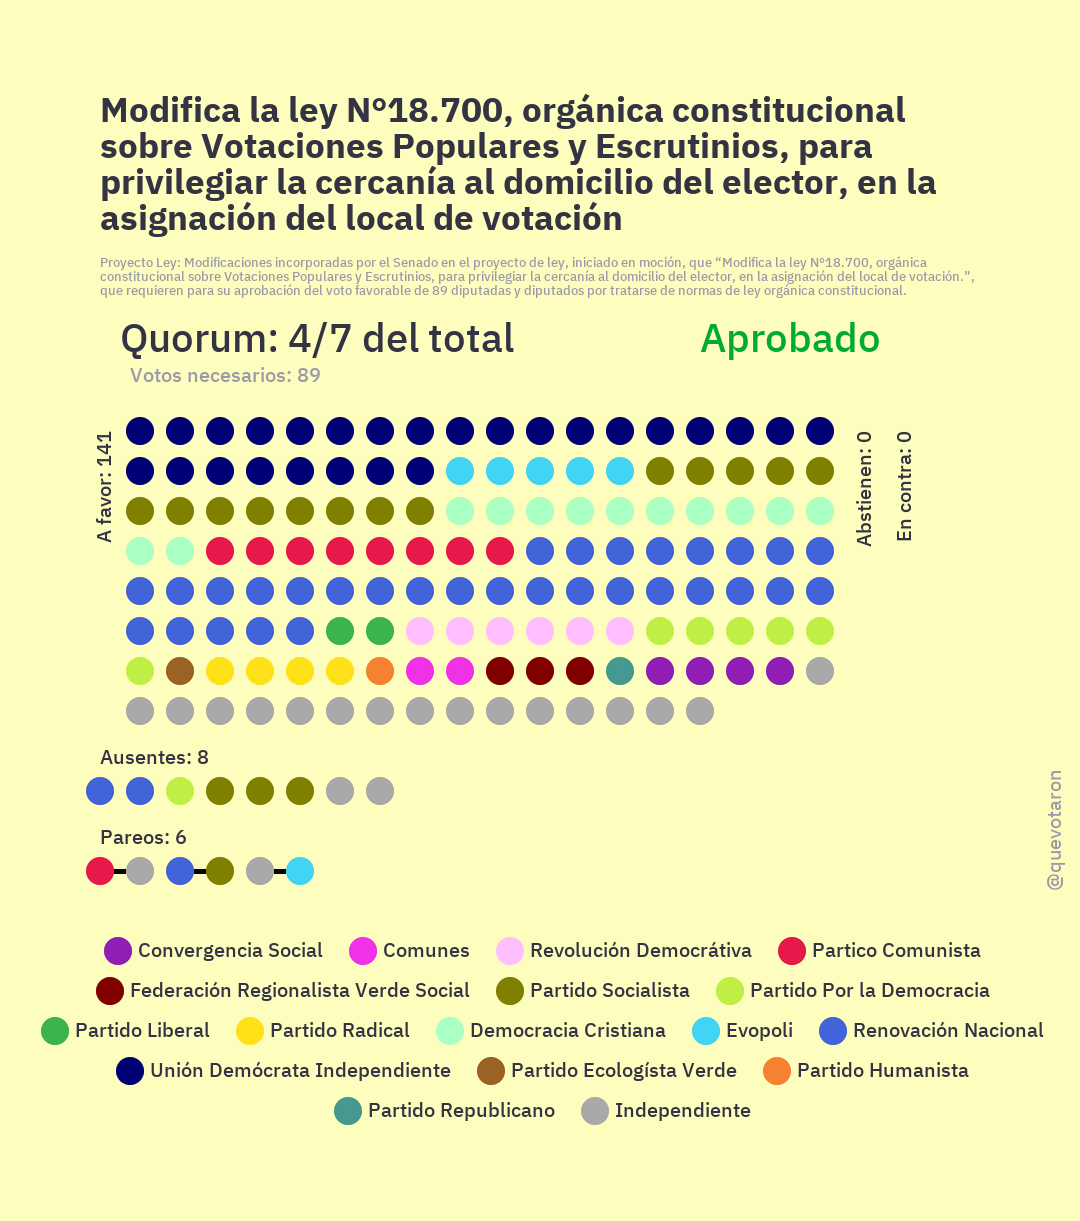 Modifica la ley N°18.700, orgánica constitucional
sobre Votaciones Populares y Escrutinios, para
privilegiar la cercanía al domicilio del elector, en la
asignación del local de votación
Proyecto Ley: Modificaciones incorporadas por el Senado en el proyecto de ley, iniciado en moción, que “Modifica la ley N°18.700, orgánica
constitucional sobre Votaciones Populares y Escrutinios, para privilegiar la cercanía al domicilio del elector, en la asignación del local de votación.”,
que requieren para su aprobación del voto favorable de 89 diputadas y diputados por tratarse de normas de ley orgánica constitucional.
Quorum: 4/7 del total
Aprobado
Votos necesarios: 89
A favor: 141
Abstienen: 0
En contra: 0
Ausentes: 8
Pareos: 6
@quevotaron
Convergencia Social
Comunes
Revolución Democrátiva
Partico Comunista
Federación Regionalista Verde Social
Partido Socialista
Partido Por la Democracia
Partido Liberal
Partido Radical
Democracia Cristiana
Evopoli
Renovación Nacional
Unión Demócrata Independiente
Partido Ecologísta Verde
Partido Humanista
Partido Republicano
Independiente